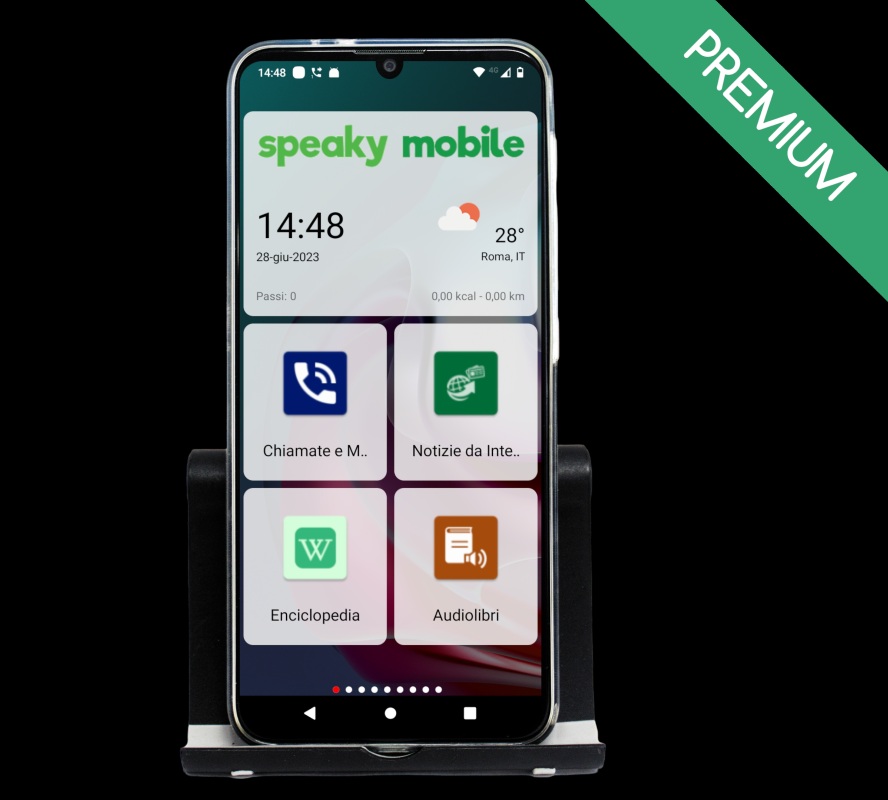 PREMIUM
14:48
4G
speaky mobile
14:48
28°
28-giu-2023
Roma, IT
Passi: 0
0,00 kcal - 0,00 km
Chiamate e M..
Notizie da Inte..
W
Enciclopedia
Audiolibri